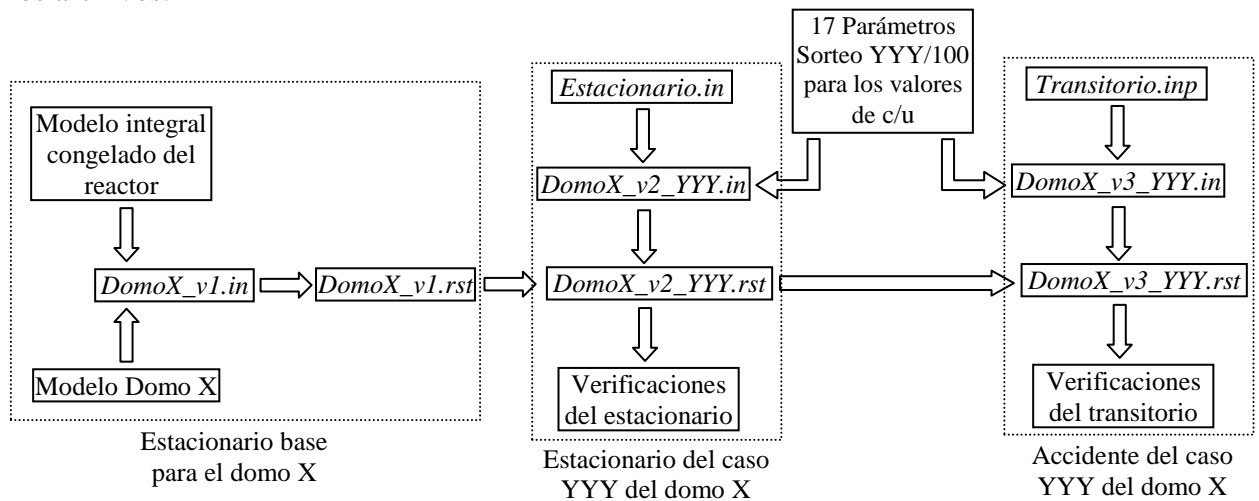 17 Parámetros
Sorteo YYY/100
para los valores
de c/u
Estacionario.in
Transitorio.inp
Modelo integral
congelado del
reactor
DomoX_v2_YYY.in
DomoX_v3_YYY.in
DomoX_v1.in
DomoX_v1.rst
DomoX_v2_YYY.rst
DomoX_v3_YYY.rst
Modelo Domo X
Verificaciones
del estacionario
Verificaciones
del transitorio
Estacionario base
para el domo X
Estacionario del caso
YYY del domo X
Accidente del caso
YYY del domo X